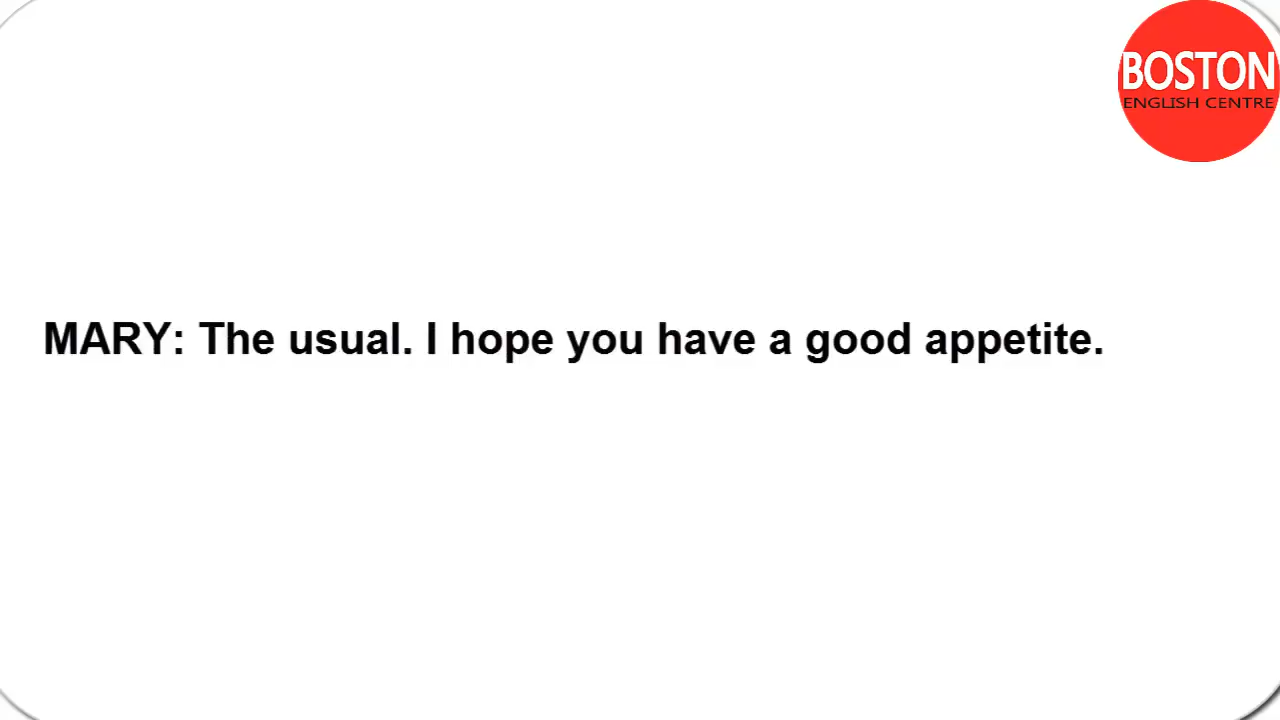 BOSTON
ENGLISH CENTRE
MARY: The usual. I hope you have a good appetite.